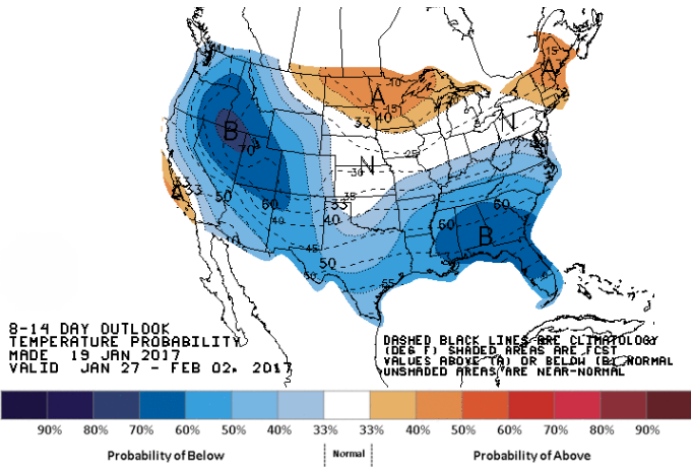 15
A
10
A
15
33 40
B
N
25
70
N
30
A
33
33
50
60
35
33
60
40
40
60
B
45
50
50
55
8-14 DAY OUTLOOK
TEMPERATURE PROBABILITY
MADE 19 JAN 2017
VALID JAN 27 - FEB 02, 2017
DASHED BLACK LINES ARE CLIMATOLOGY
(DEG F) SHADED AREAS ARE FCST
VALUES ABOVE (A) OR BELOW (B) NORMAL
UNSHADED AREAS ARE NEAR-NORMAL
90% 80% 70% 60% 50% 40% 33% 33% 40% 50% 60% 70% 80% 90%
Probability of Below Normal Probability of Above